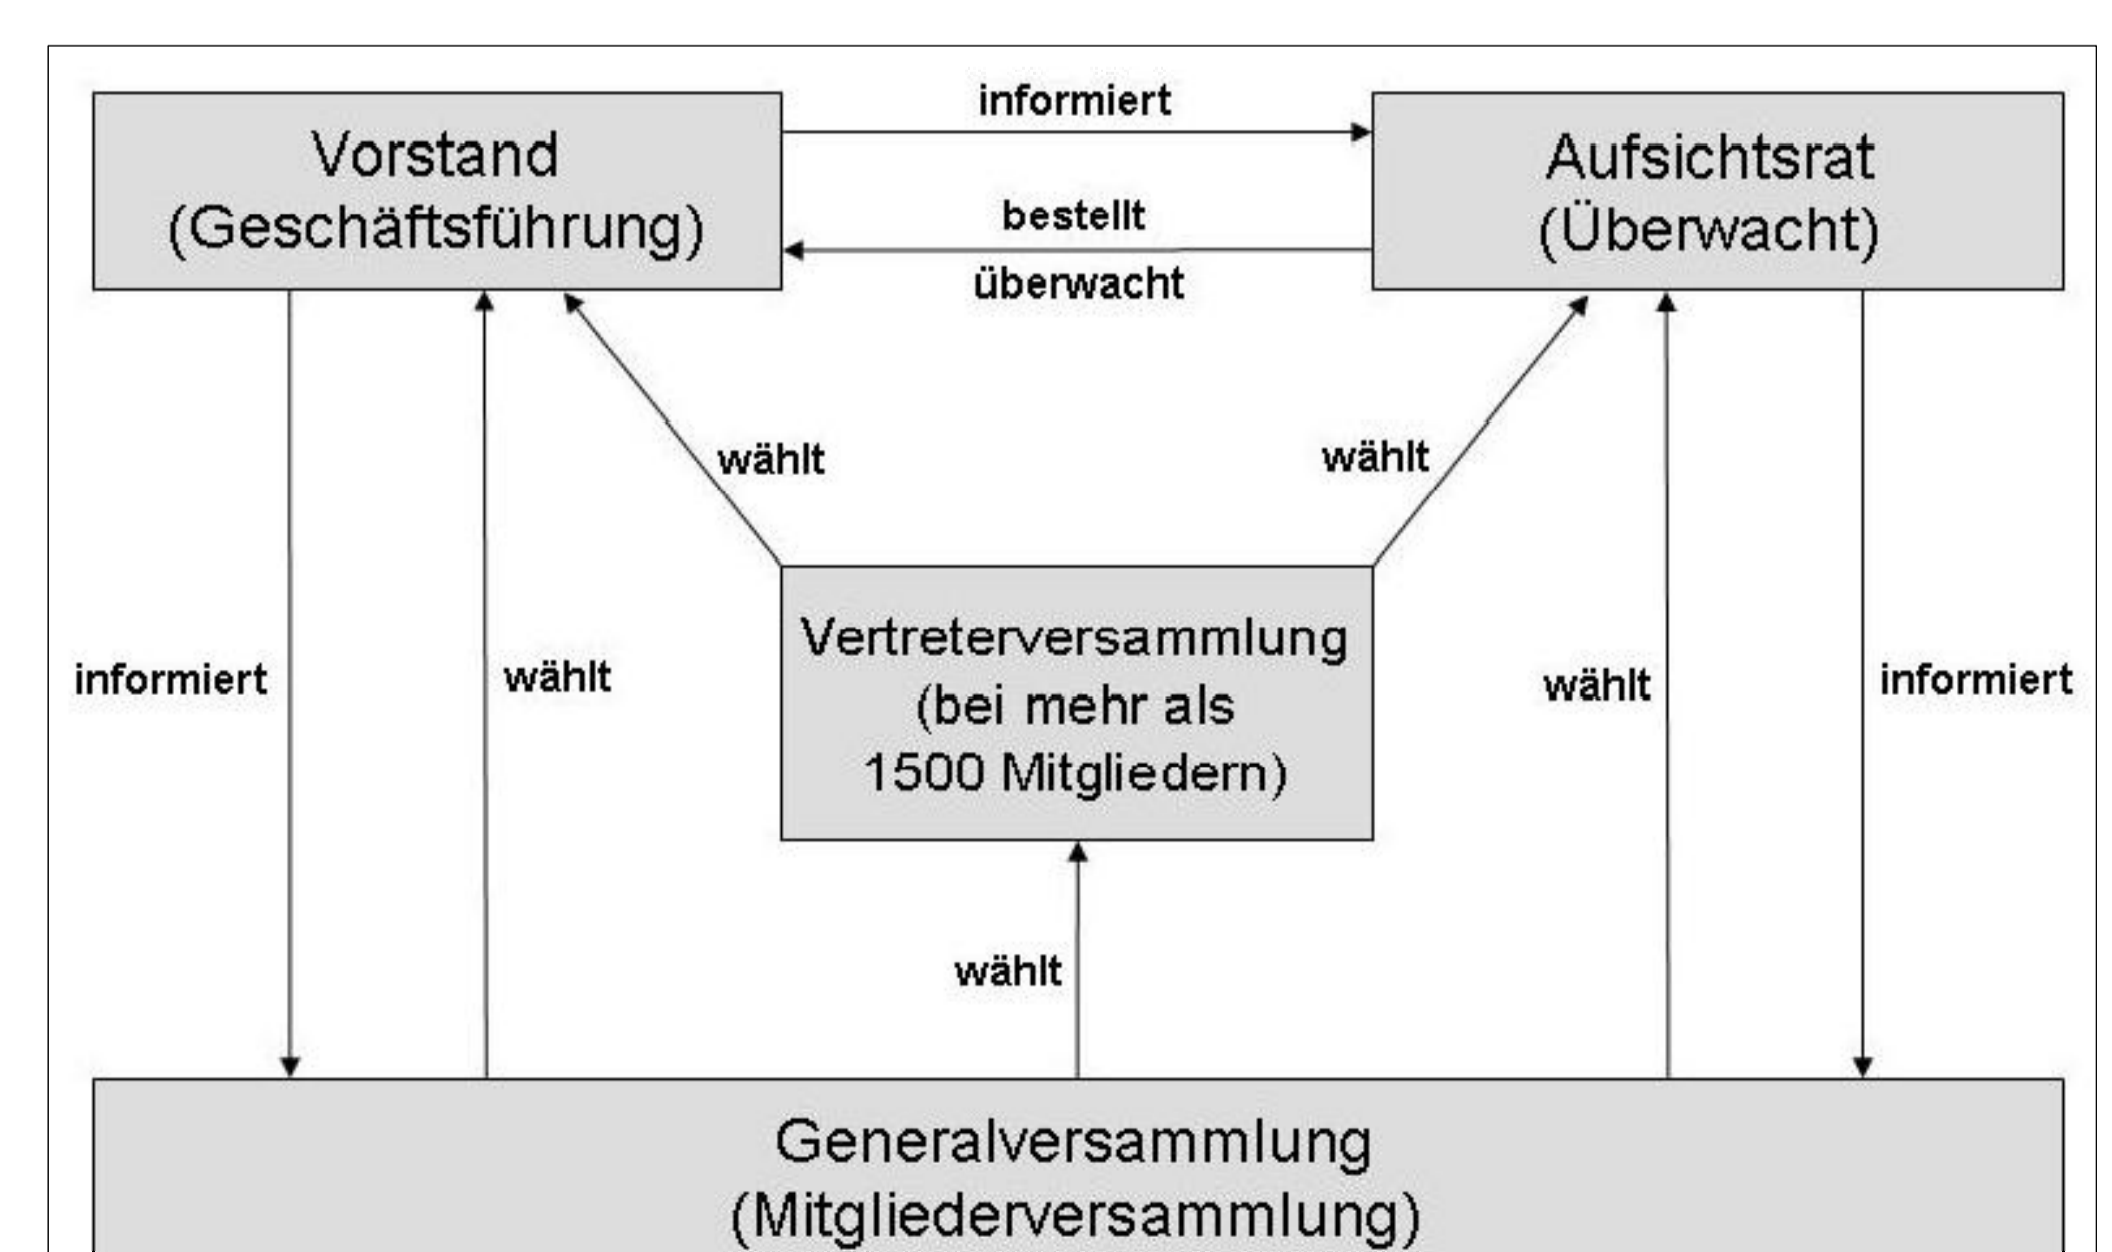 informiert
Vorstand
(Geschäftsführung)
Aufsichtsrat
(Überwacht)
bestellt
überwacht
wählt
wählt
Vertreterversammlung
(bei mehr als
1500 Mitgliedern)
informiert
wählt
wählt
informiert
wählt
Generalversammlung
(Mitgliederversammlung)